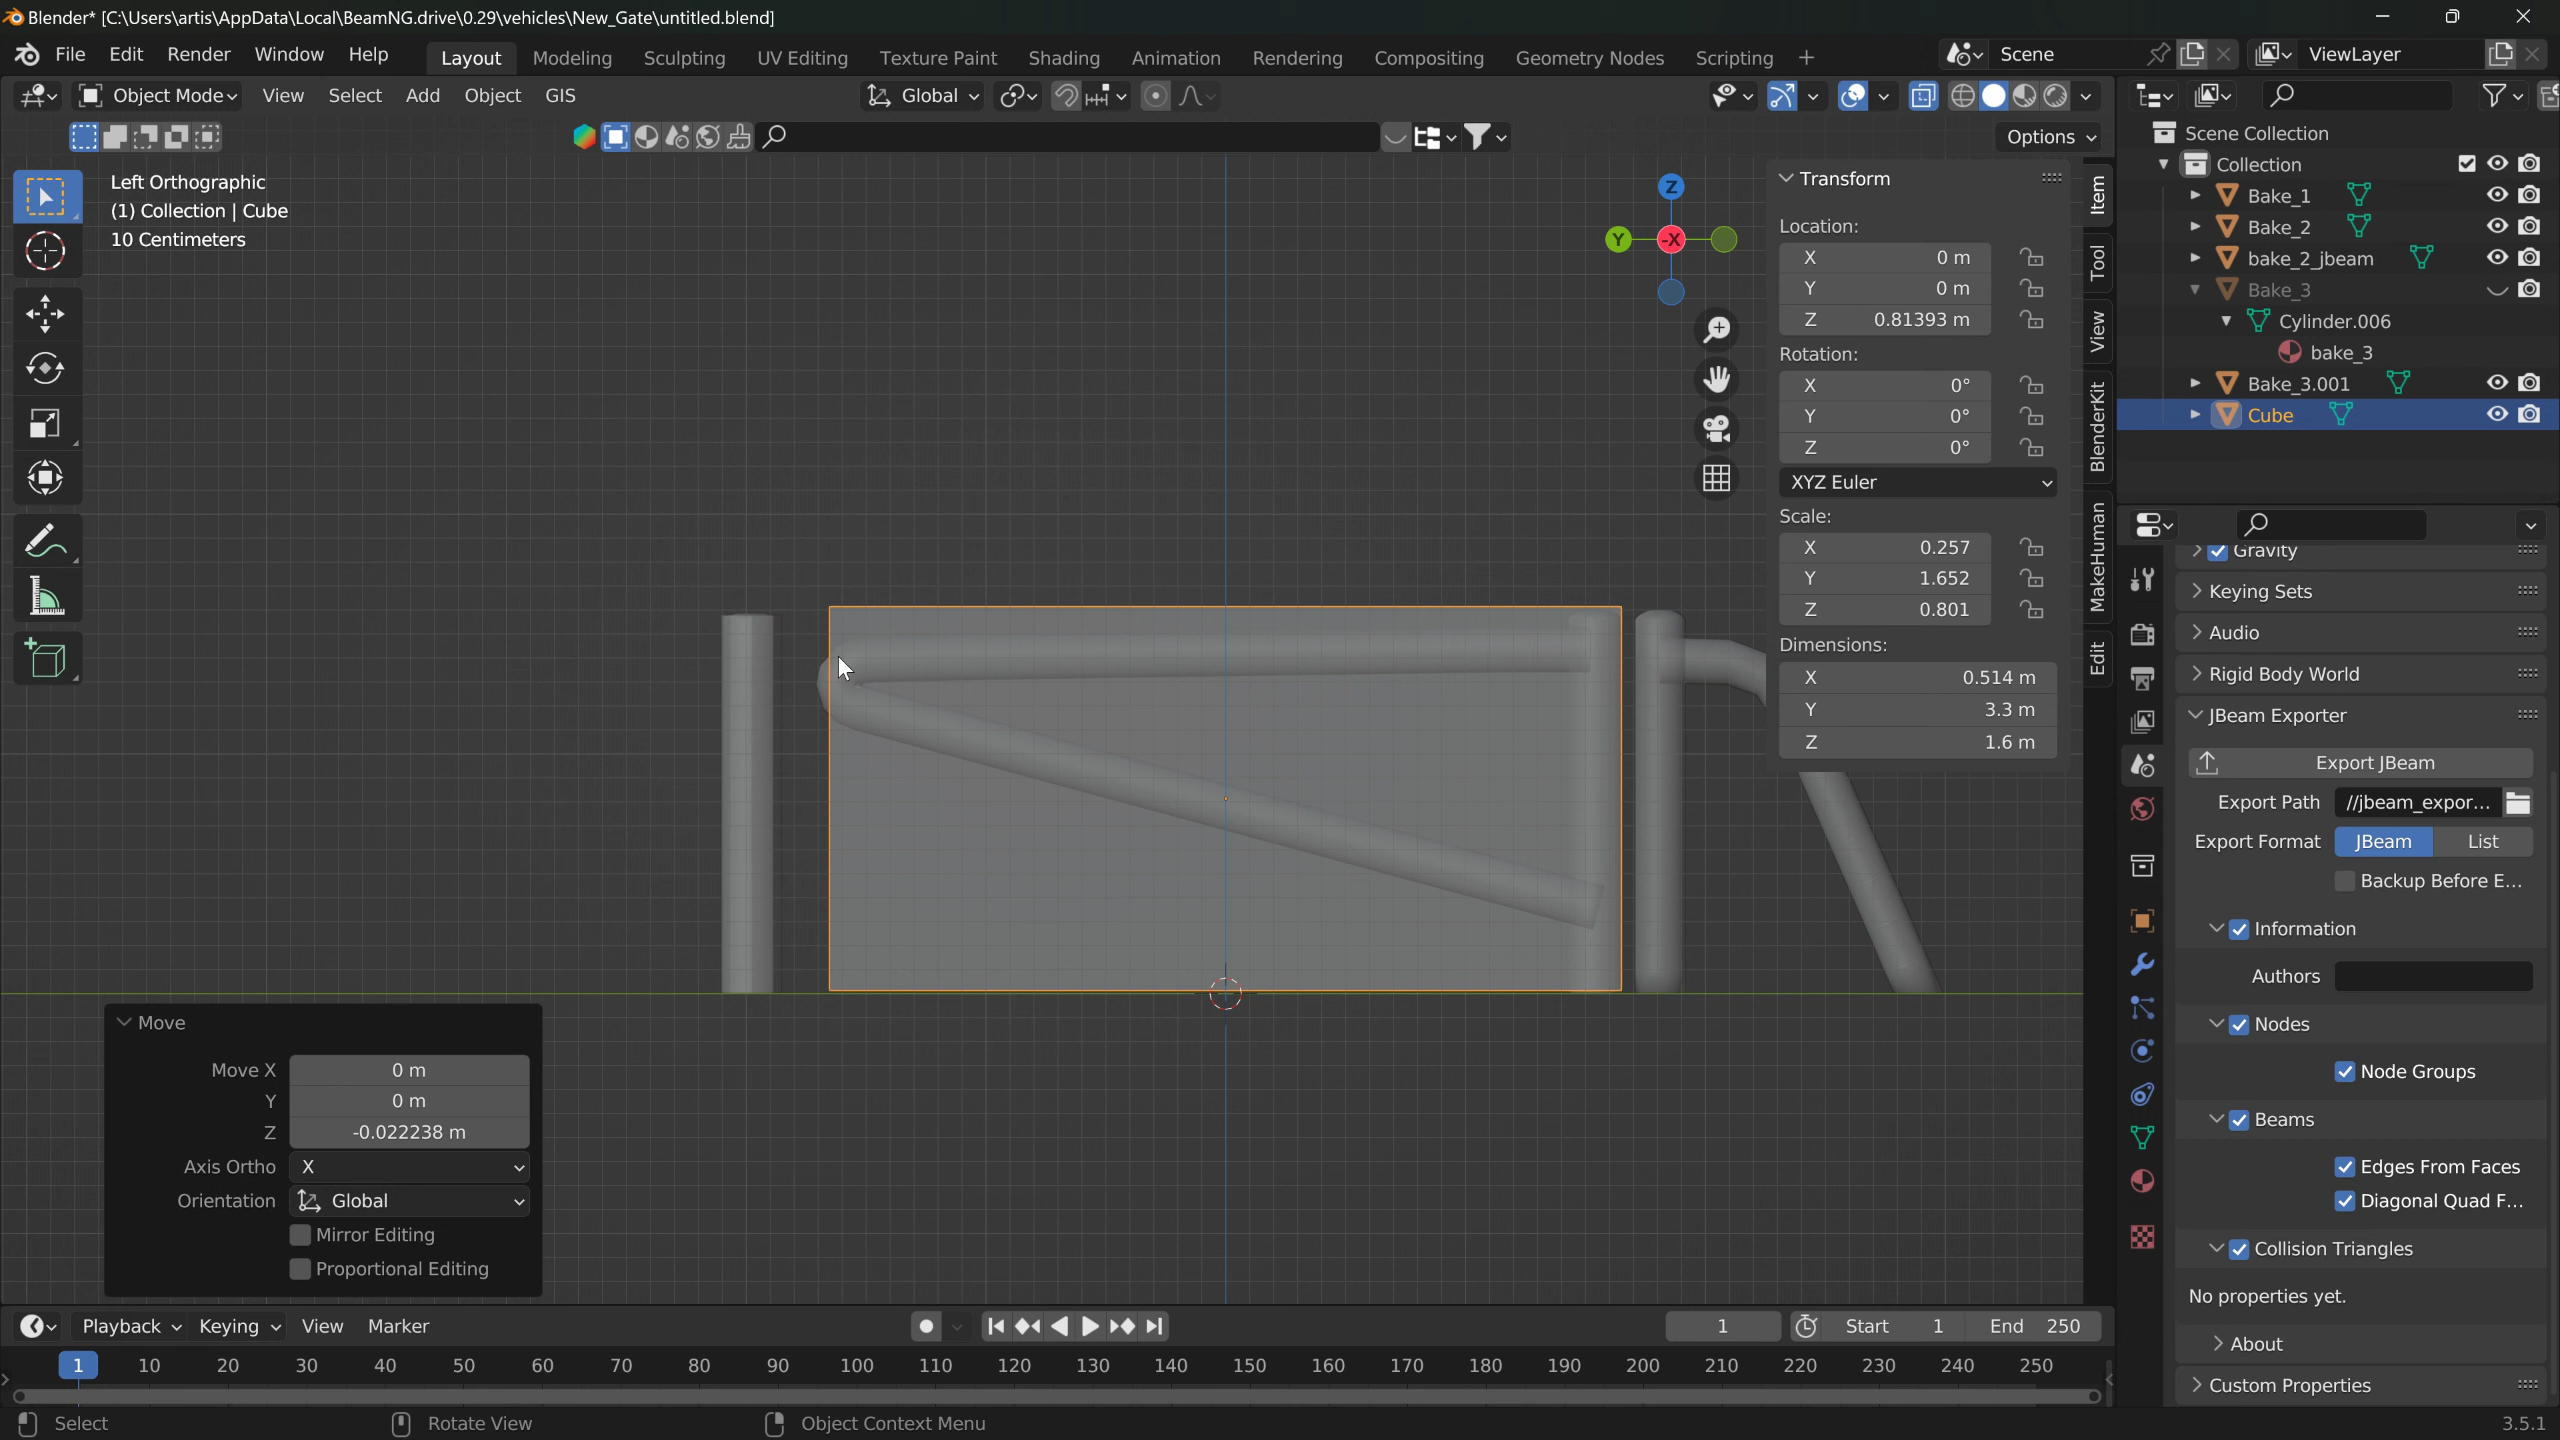 Blender* [C:\Users\artis\AppData\Local\BeamNG.drive\0.29\vehicles\New_Gate\untitled.blend]
File Edit Render Window Help Layout Modeling Sculpting UV Editing Texture Paint Shading Animation Rendering Compositing Geometry Nodes Scripting + Scene ViewLayer
Object Mode View Select Add Object GIS Global
Options
Left Orthographic
(1) Collection | Cube
10 Centimeters
Z
Y
-X
Transform
Location:
X 0 m
Y 0 m
Z 0.81393 m
Rotation:
X 0°
Y 0°
Z 0°
XYZ Euler
Scale:
X 0.257
Y 1.652
Z 0.801
Dimensions:
X 0.514 m
Y 3.3 m
Z 1.6 m
Item
Tool
View
BlenderKit
MakeHuman
Edit
Scene Collection
Collection
Bake_1
Bake_2
bake_2_jbeam
Bake_3
Cylinder.006
bake_3
Bake_3.001
Cube
Gravity
Keying Sets
Audio
Rigid Body World
JBeam Exporter
Export JBeam
Export Path //jbeam_expor...
Export Format JBeam List
Backup Before E...
Information
Authors
Nodes
Node Groups
Beams
Edges From Faces
Diagonal Quad F...
Collision Triangles
No properties yet.
About
Custom Properties
Move
Move X 0 m
Y 0 m
Z -0.022238 m
Axis Ortho X
Orientation Global
Mirror Editing
Proportional Editing
Playback Keying View Marker 1 Start 1 End 250
1 10 20 30 40 50 60 70 80 90 100 110 120 130 140 150 160 170 180 190 200 210 220 230 240 250
Select Rotate View Object Context Menu 3.5.1